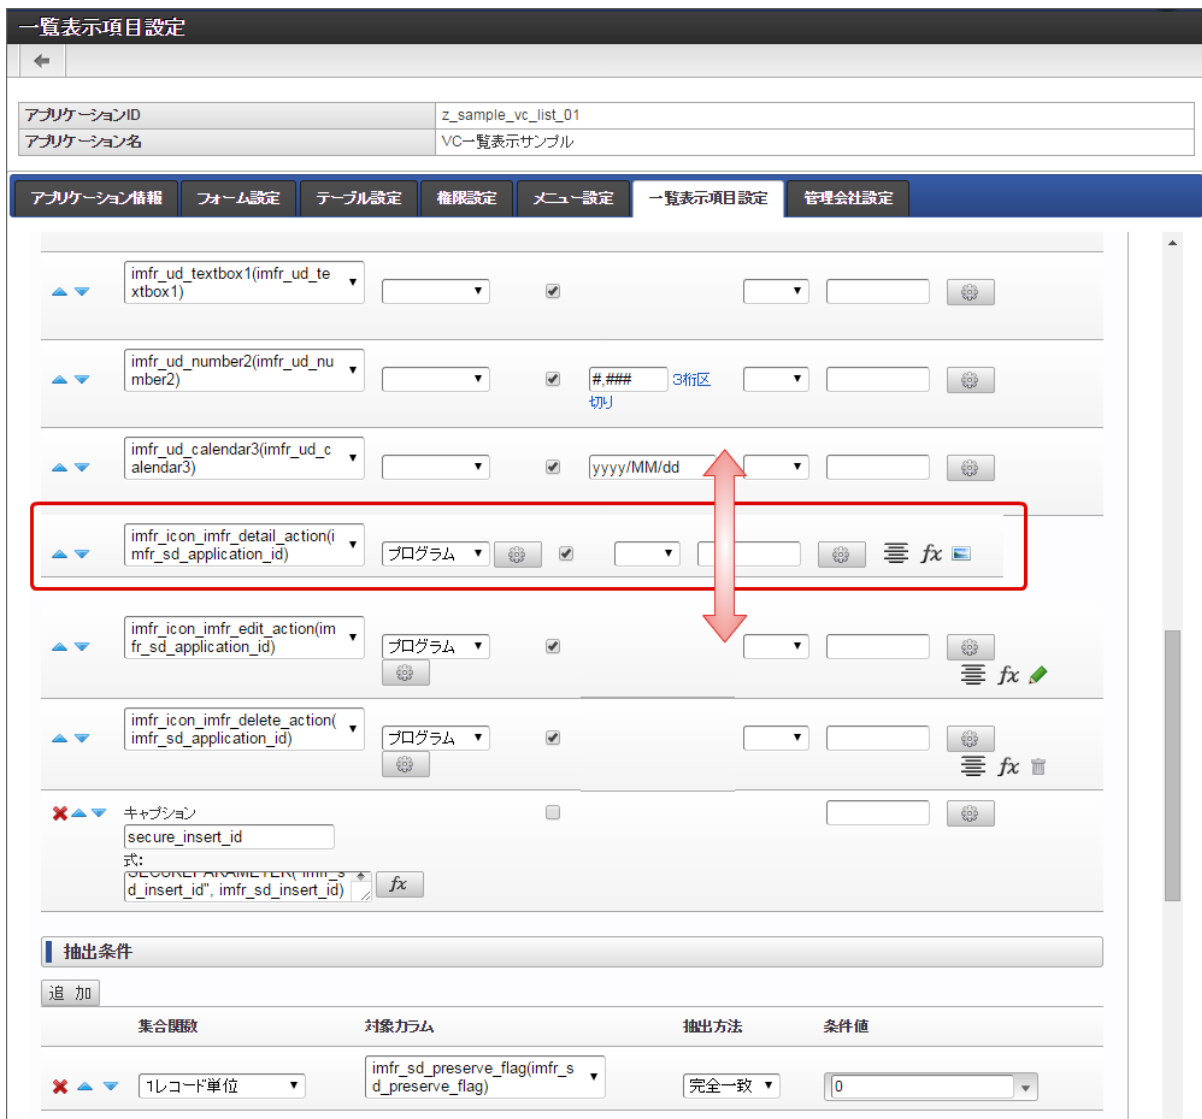 一覧表示項目設定
アプリケーションID
z_sample_vc_list_01
アプリケーション名
VC一覧表示サンプル
アプリケーション情報 フォーム設定 テーブル設定 権限設定 メニュー設定 一覧表示項目設定 管理会社設定
imfr_ud_textbox1(imfr_ud_te
xtbox1)
imfr_ud_number2(imfr_ud_nu
mber2)
#,### 3桁区
切り
imfr_ud_calendar3(imfr_ud_c
alendar3)
yyyy/MM/dd
imfr_icon_imfr_detail_action(i
mfr_sd_application_id)
プログラム
fx
imfr_icon_imfr_edit_action(im
fr_sd_application_id)
プログラム
fx
imfr_icon_imfr_delete_action(
imfr_sd_application_id)
プログラム
fx
キャプション
secure_insert_id
式:
SECUREPARAMETER("imfr_s
d_insert_id", imfr_sd_insert_id)
fx
抽出条件
追 加
集合関数 対象カラム 抽出方法 条件値
imfr_sd_preserve_flag(imfr_s
d_preserve_flag)
1レコード単位
完全一致
0